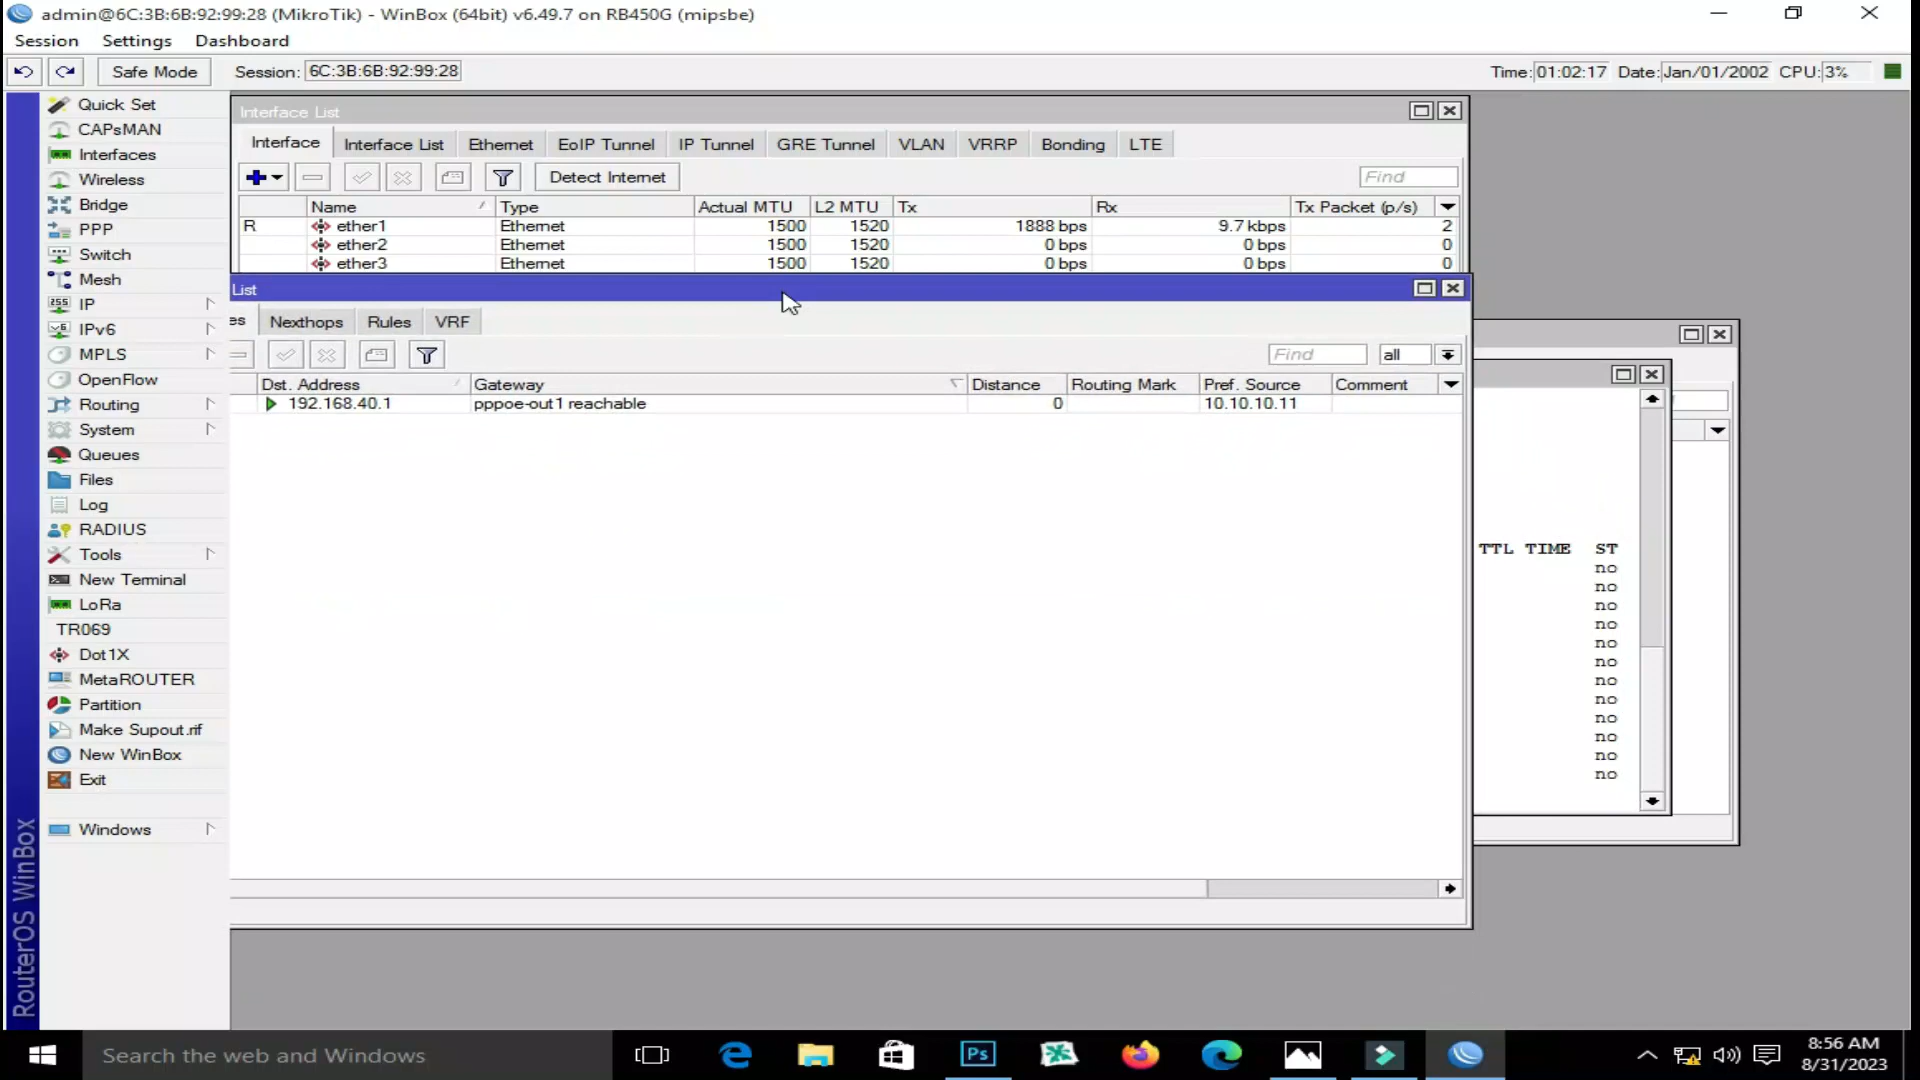 admin@6C:3B:6B:92:99:28 (MikroTik) - WinBox (64bit) v6.49.7 on RB450G (mipsbe)
Session Settings Dashboard
Safe Mode Session: 6C:3B:6B:92:99:28 Time: 01:02:17 Date: Jan/01/2002 CPU: 3%
Quick Set
CAPsMAN
Interfaces
Wireless
Bridge
PPP
Switch
Mesh
IP
IPv6
MPLS
OpenFlow
Routing
System
Queues
Files
Log
RADIUS
Tools
New Terminal
LoRa
TR069
Dot1X
MetaROUTER
Partition
Make Supout.rif
New WinBox
Exit
Windows
RouterOS WinBox
Interface List
Interface Interface List Ethernet EoIP Tunnel IP Tunnel GRE Tunnel VLAN VRRP Bonding LTE
Detect Internet Find
Name Type Actual MTU L2 MTU Tx Rx Tx Packet (p/s)
R ether1 Ethernet 1500 1520 1888 bps 9.7 kbps 2
ether2 Ethernet 1500 1520 0 bps 0 bps 0
ether3 Ethernet 1500 1520 0 bps 0 bps 0
List
es Nexthops Rules VRF
Find all
Dst. Address Gateway Distance Routing Mark Pref. Source Comment
192.168.40.1 pppoe-out1 reachable 0 10.10.10.11
TTL TIME ST
no
no
no
no
no
no
no
no
no
no
no
no
Search the web and Windows
Ps
8:56 AM
8/31/2023